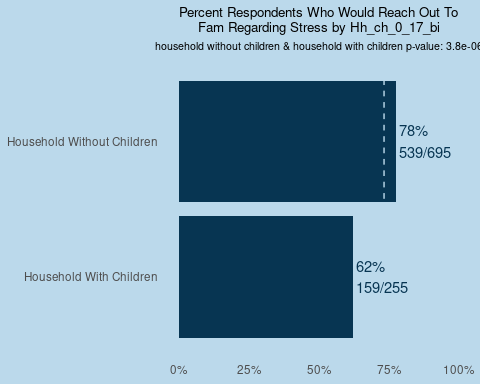 Percent Respondents Who Would Reach Out To
Fam Regarding Stress by Hh_ch_0_17_bi
household without children & household with children p-value: 3.8e-06
Household Without Children
78%
539/695
Household With Children
62%
159/255
0% 25% 50% 75% 100%